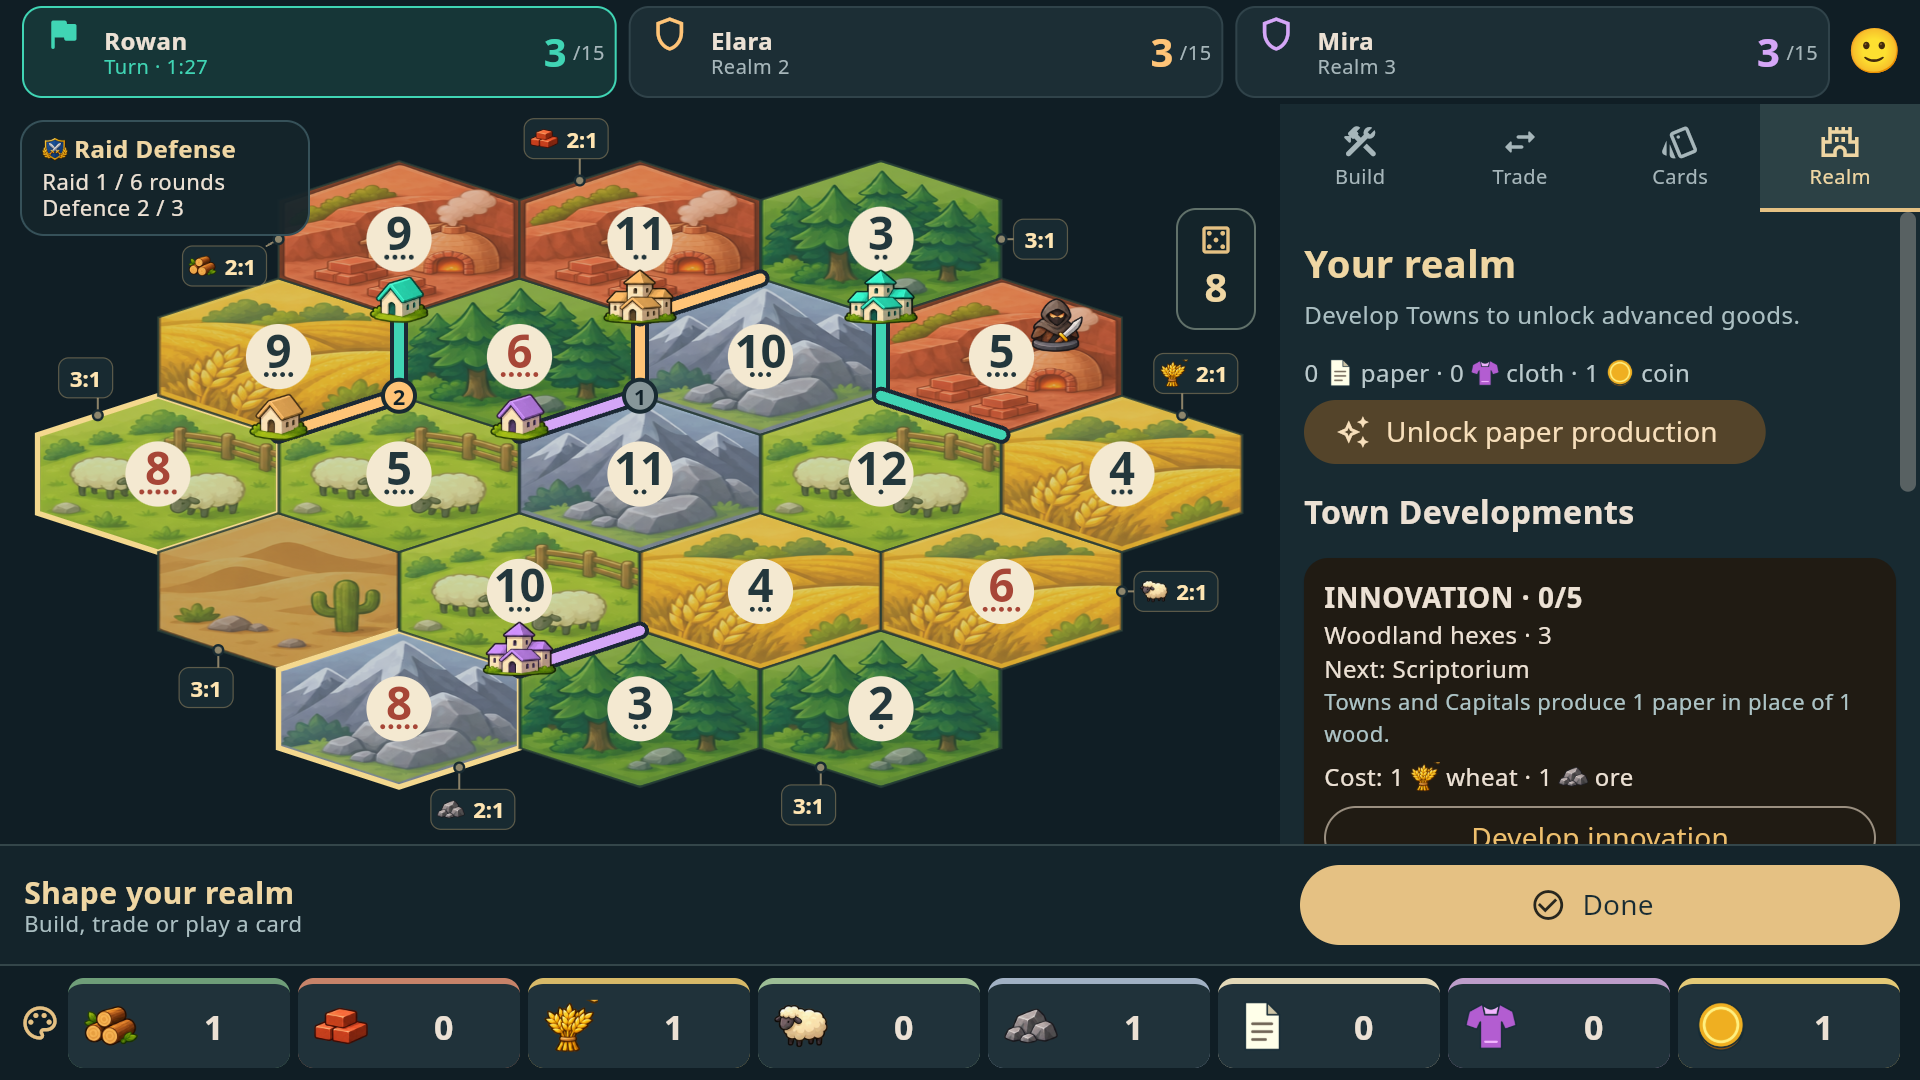 Rowan
Turn · 1:27
3 /15
Elara
Realm 2
3 /15
Mira
Realm 3
3 /15
Raid Defense
Raid 1 / 6 rounds
Defence 2 / 3
2:1
2:1
3:1
3:1
2:1
2:1
3:1
2:1
3:1
9
11
3
9
6
10
5
8
5
11
12
4
10
4
6
8
3
2
2
1
8
Build
Trade
Cards
Realm
Your realm
Develop Towns to unlock advanced goods.
0 paper · 0 cloth · 1 coin
Unlock paper production
Town Developments
INNOVATION · 0/5
Woodland hexes · 3
Next: Scriptorium
Towns and Capitals produce 1 paper in place of 1
wood.
Cost: 1 wheat · 1 ore
Develop innovation
Shape your realm
Build, trade or play a card
Done
1
0
1
0
1
0
0
1